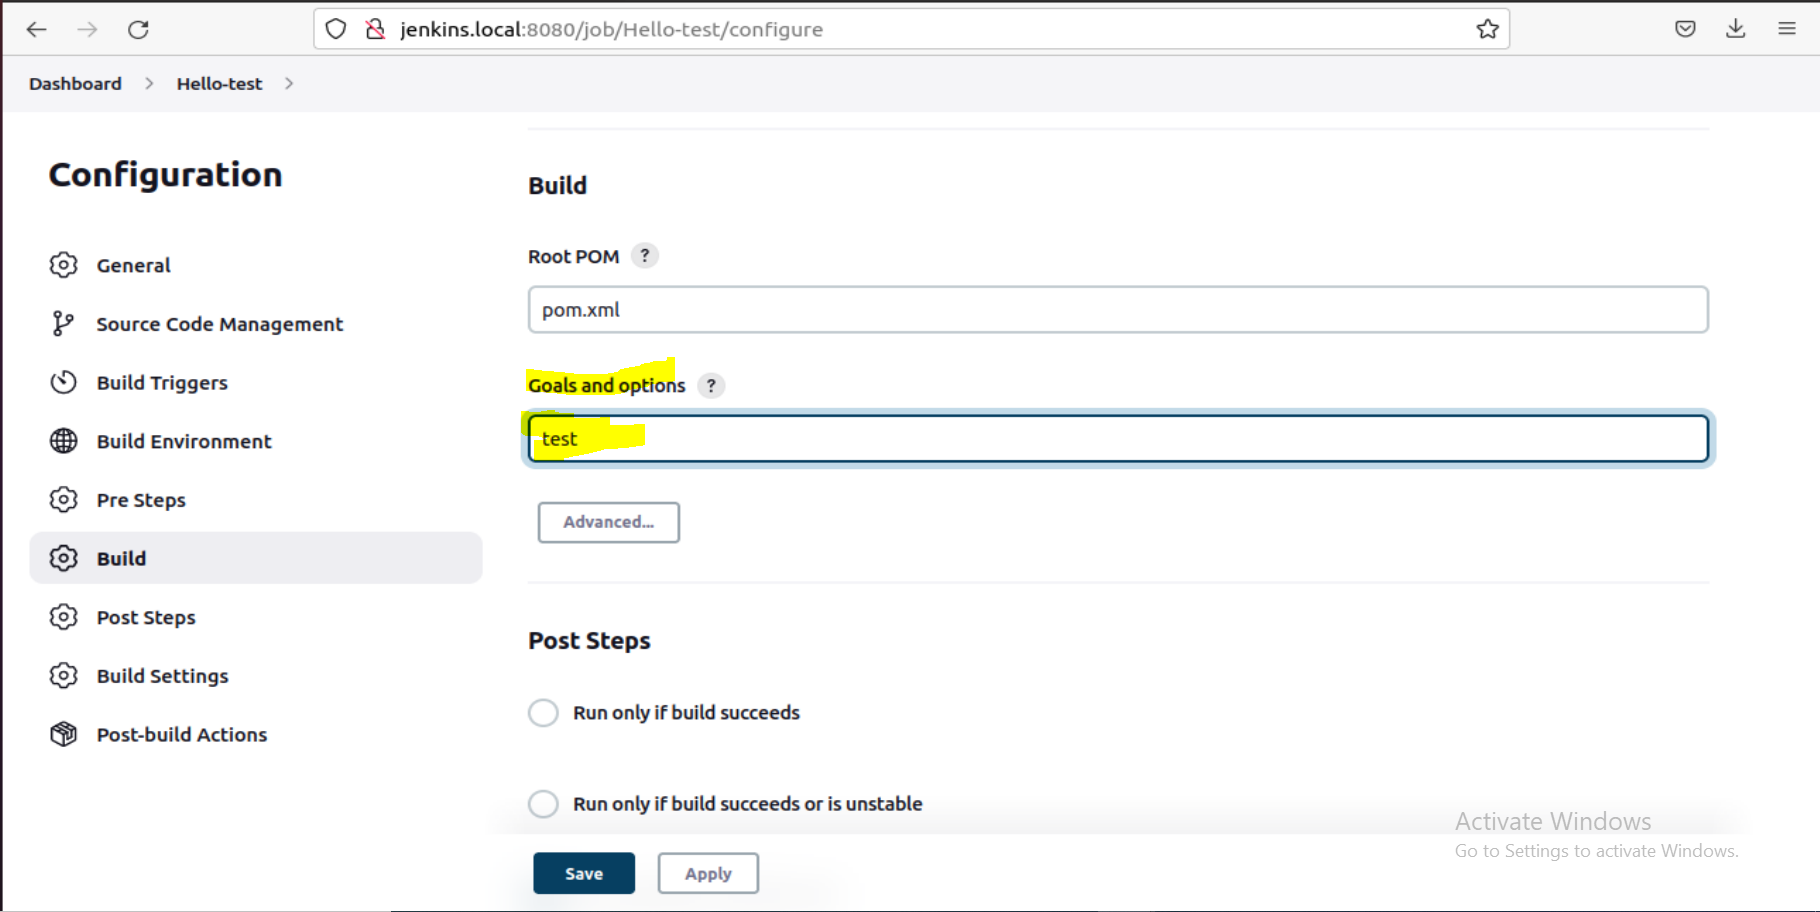 jenkins.local:8080/job/Hello-test/configure
Dashboard > Hello-test >
Configuration
General
Source Code Management
Build Triggers
Build Environment
Pre Steps
Build
Post Steps
Build Settings
Post-build Actions
Build
Root POM ?
pom.xml
Goals and options ?
test
Advanced...
Post Steps
Run only if build succeeds
Run only if build succeeds or is unstable
Save Apply
Activate Windows
Go to Settings to activate Windows.